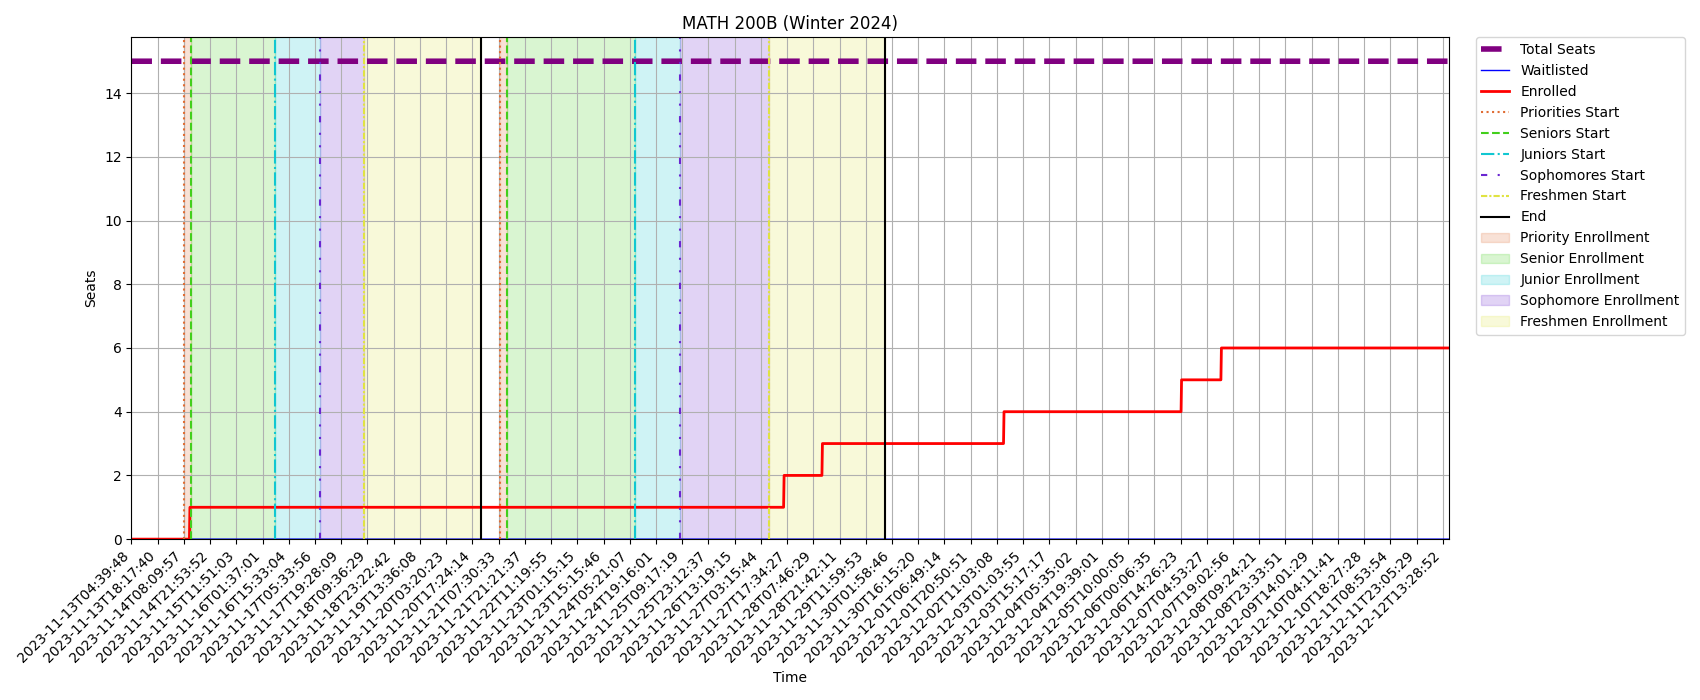 MATH 200B (Winter 2024)
Total Seats
Waitlisted
Enrolled
Priorities Start
Seniors Start
Juniors Start
Sophomores Start
Freshmen Start
End
Priority Enrollment
Senior Enrollment
Junior Enrollment
Sophomore Enrollment
Freshmen Enrollment
Seats
14
12
10
8
6
4
2
0
2023-11-13T04:39:48
2023-11-13T18:17:40
2023-11-14T08:09:57
2023-11-14T21:53:52
2023-11-15T11:51:03
2023-11-16T01:37:01
2023-11-16T15:33:04
2023-11-17T05:33:56
2023-11-17T19:28:09
2023-11-18T09:36:29
2023-11-18T23:22:42
2023-11-19T13:36:08
2023-11-20T03:20:23
2023-11-20T17:24:14
2023-11-21T07:30:33
2023-11-21T21:21:37
2023-11-22T11:19:55
2023-11-23T01:15:15
2023-11-23T15:15:46
2023-11-24T05:21:07
2023-11-24T19:16:01
2023-11-25T09:17:19
2023-11-25T23:12:37
2023-11-26T13:19:15
2023-11-27T03:15:44
2023-11-27T17:34:27
2023-11-28T07:46:29
2023-11-28T21:42:11
2023-11-29T11:59:53
2023-11-30T01:58:46
2023-11-30T16:15:20
2023-12-01T06:49:14
2023-12-01T20:50:51
2023-12-02T11:03:08
2023-12-03T01:03:55
2023-12-03T15:17:17
2023-12-04T05:35:02
2023-12-04T19:39:01
2023-12-05T10:00:05
2023-12-06T00:06:35
2023-12-06T14:26:23
2023-12-07T04:53:27
2023-12-07T19:02:56
2023-12-08T09:24:21
2023-12-08T23:33:51
2023-12-09T14:01:29
2023-12-10T04:11:41
2023-12-10T18:27:28
2023-12-11T08:53:54
2023-12-11T23:05:29
2023-12-12T13:28:52
Time